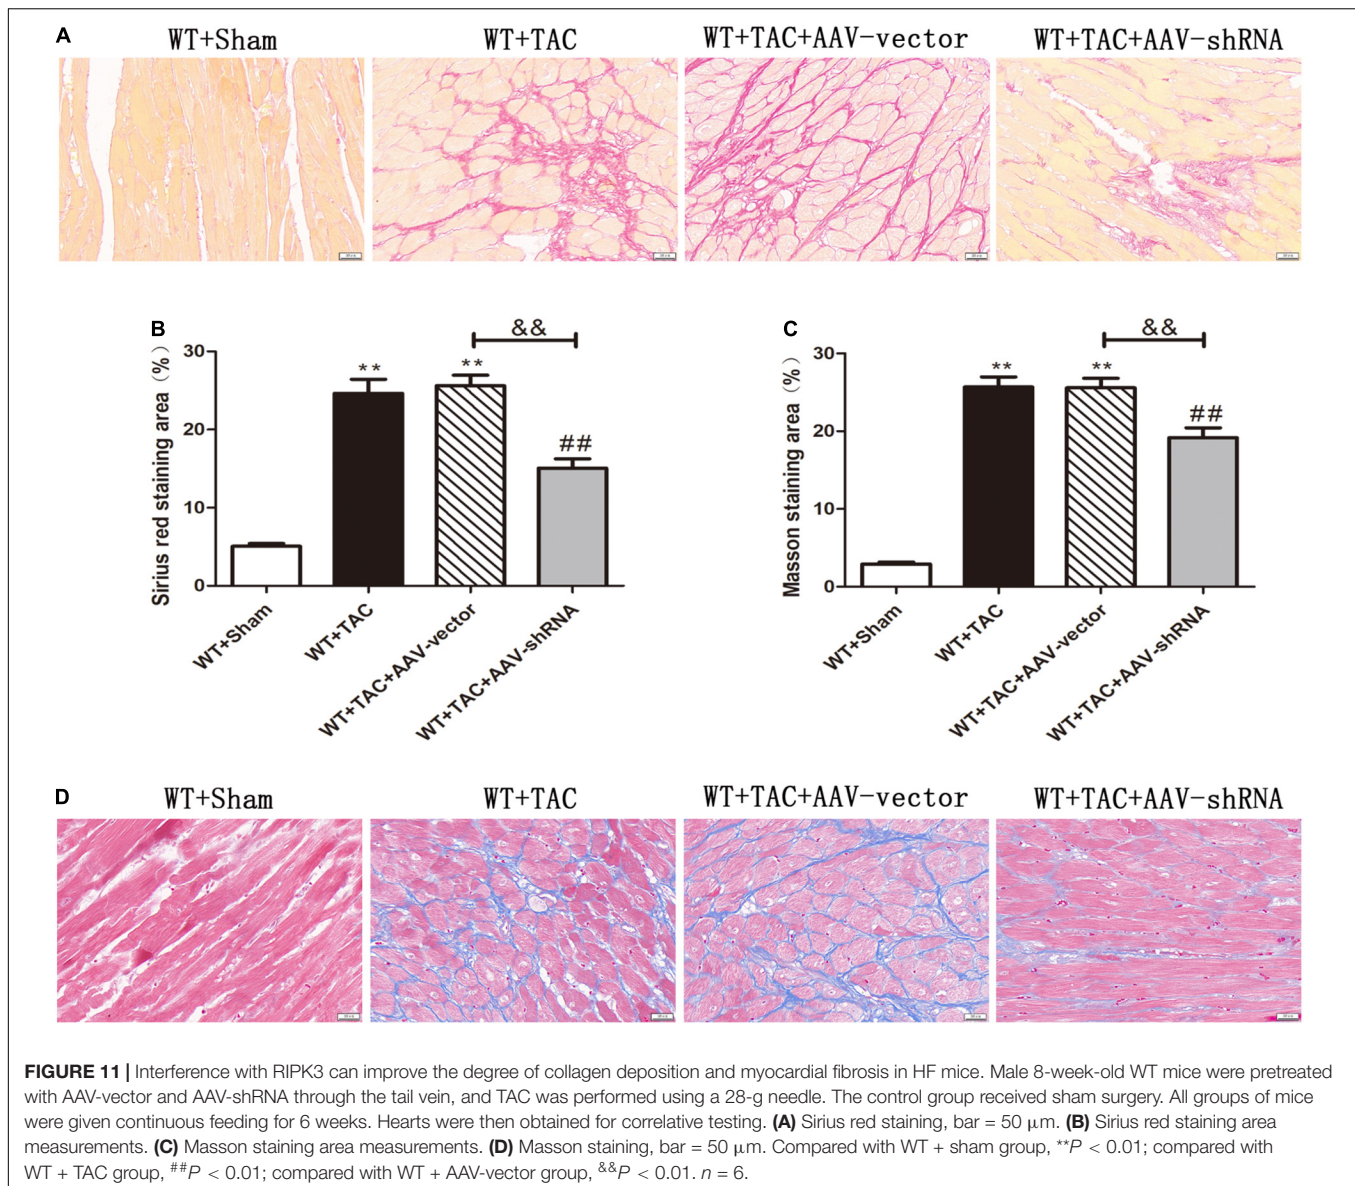 A
WT+Sham
WT+TAC
WT+TAC+AAV-vector
WT+TAC+AAV-shRNA
B
Sirius red staining area (%)
30
20
10
0
**
**
&&
##
WT+Sham
WT+TAC
WT+TAC+AAV-vector
WT+TAC+AAV-shRNA
C
Masson staining area (%)
30
20
10
0
**
**
&&
##
WT+Sham
WT+TAC
WT+TAC+AAV-vector
WT+TAC+AAV-shRNA
D
WT+Sham
WT+TAC
WT+TAC+AAV-vector
WT+TAC+AAV-shRNA
FIGURE 11 | Interference with RIPK3 can improve the degree of collagen deposition and myocardial fibrosis in HF mice. Male 8-week-old WT mice were pretreated
with AAV-vector and AAV-shRNA through the tail vein, and TAC was performed using a 28-g needle. The control group received sham surgery. All groups of mice
were given continuous feeding for 6 weeks. Hearts were then obtained for correlative testing. (A) Sirius red staining, bar = 50 μm. (B) Sirius red staining area
measurements. (C) Masson staining area measurements. (D) Masson staining, bar = 50 μm. Compared with WT + sham group, **P < 0.01; compared with
WT + TAC group, ##P < 0.01; compared with WT + AAV-vector group, &&P < 0.01. n = 6.